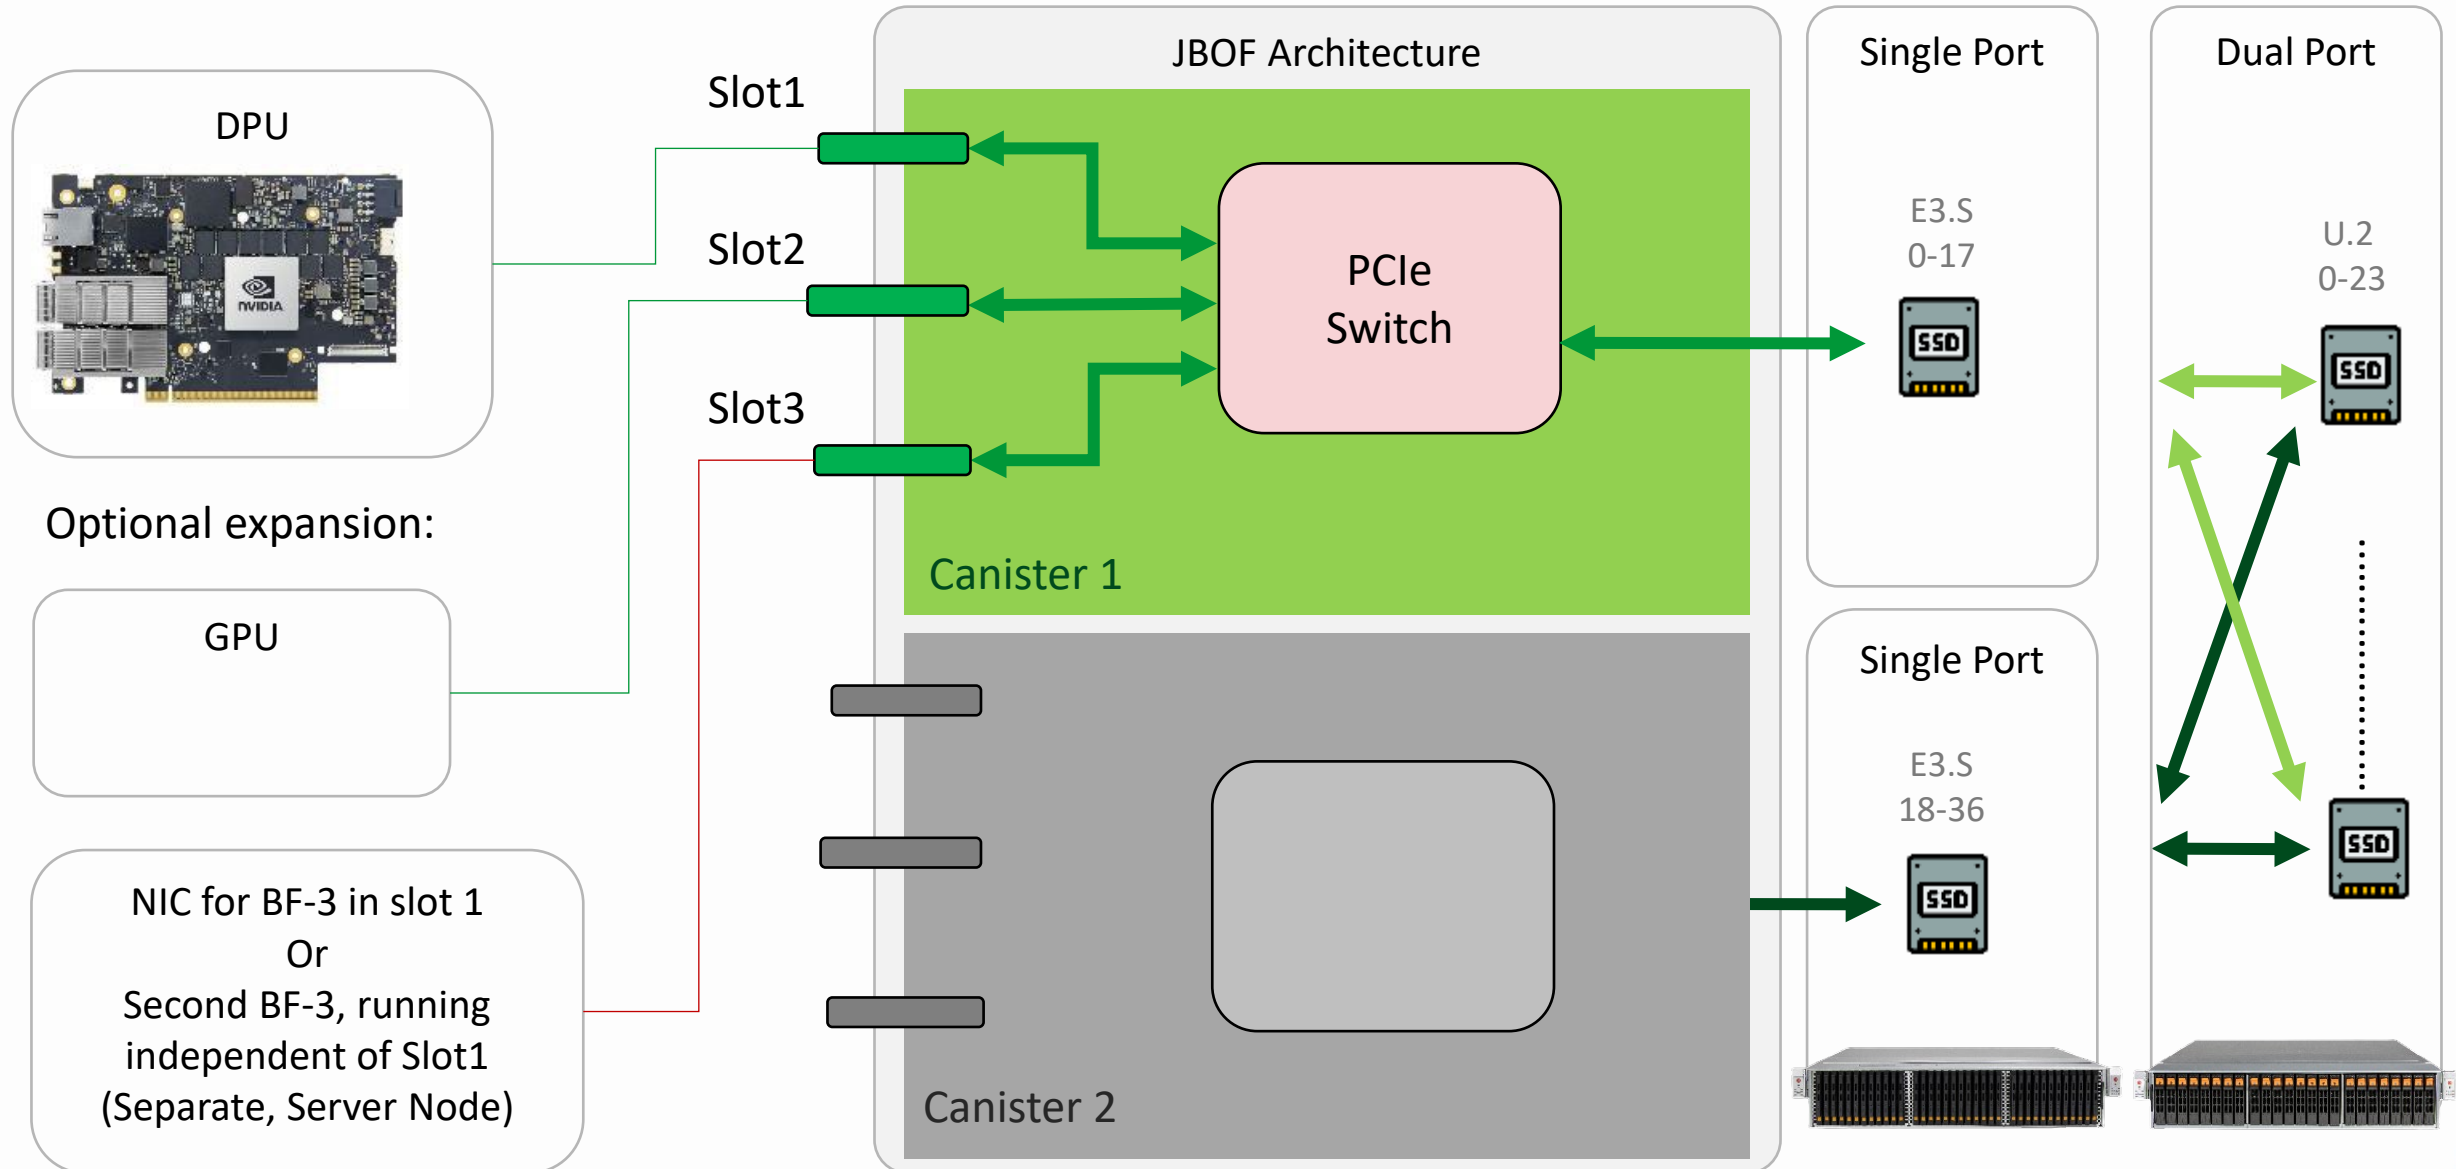 JBOF Architecture
Single Port
Dual Port
DPU
NVIDIA
Slot1
Slot2
Slot3
PCIe
Switch
Canister 1
E3.S
0-17
SSD
U.2
0-23
SSD
Optional expansion:
GPU
NIC for BF-3 in slot 1
Or
Second BF-3, running
independent of Slot1
(Separate, Server Node)
Canister 2
Single Port
E3.S
18-36
SSD
SSD